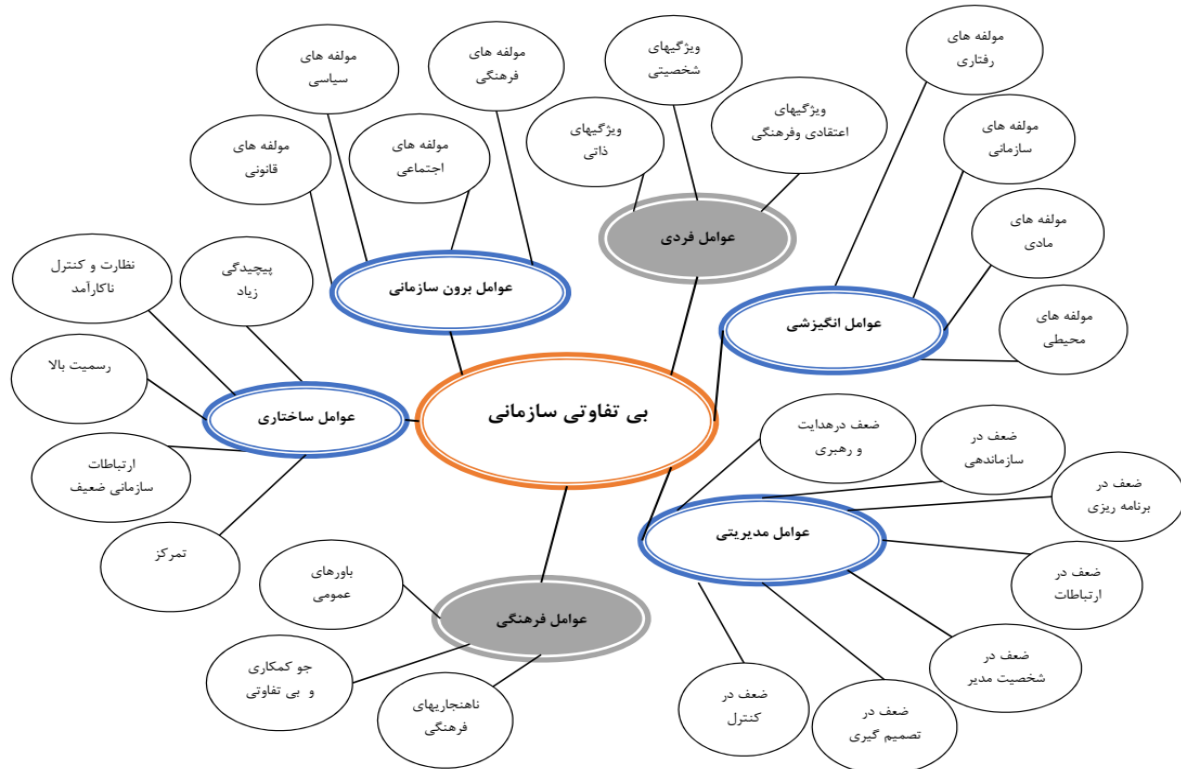 مولفه های
رفتاری
مولفه های
سازمانی
مولفه های
مادی
مولفه های
محیطی
عوامل انگیزشی
ویژگیهای
شخصیتی
ویژگیهای
اعتقادی وفرهنگی
ویژگیهای
ذاتی
عوامل فردی
مولفه های
فرهنگی
مولفه های
سیاسی
مولفه های
اجتماعی
مولفه های
قانونی
عوامل برون سازمانی
بی تفاوتی سازمانی
پیچیدگی
زیاد
نظارت و کنترل
ناکارآمد
رسمیت بالا
عوامل ساختاری
ارتباطات
سازمانی ضعیف
تمرکز
ضعف درهدایت
و رهبری
ضعف در
سازماندهی
ضعف در
برنامه ریزی
عوامل مدیریتی
ضعف در
ارتباطات
ضعف در
شخصیت مدیر
ضعف در
تصمیم گیری
ضعف در
کنترل
باورهای
عمومی
عوامل فرهنگی
جو کمکاری
و بی تفاوتی
ناهنجاریهای
فرهنگی